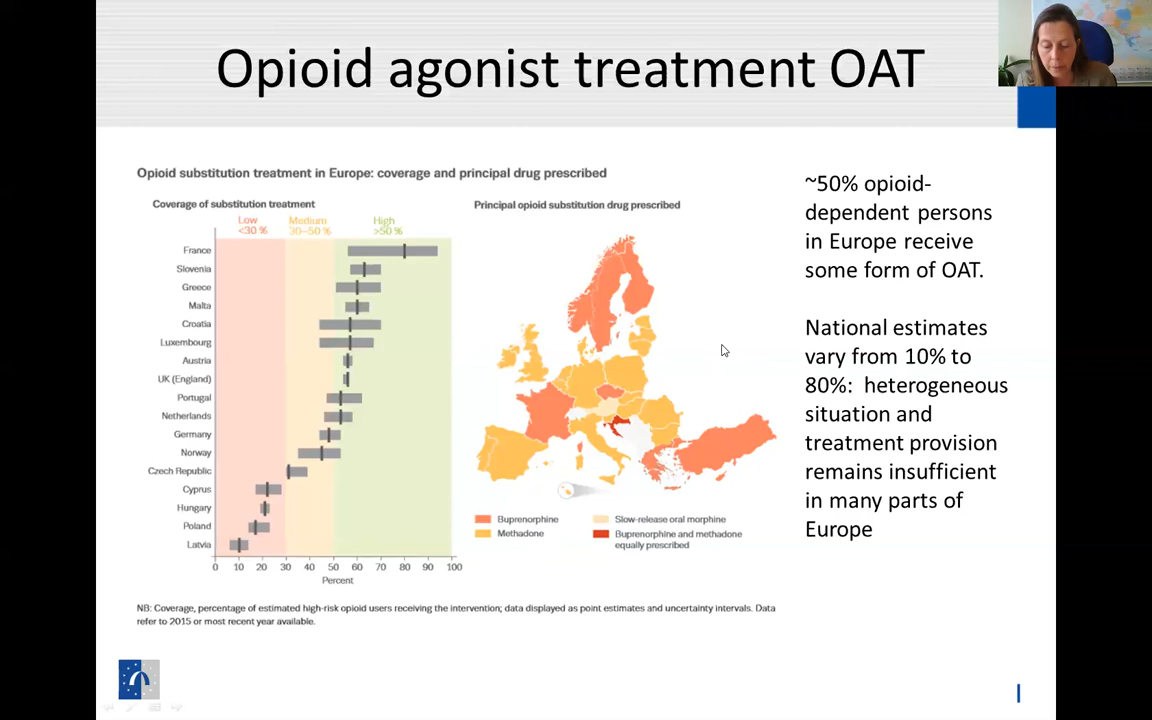 Opioid agonist treatment OAT
Opioid substitution treatment in Europe: coverage and principal drug prescribed
Coverage of substitution treatment
Low
<30 %
Medium
30–50 %
High
>50 %
France
Slovenia
Greece
Malta
Croatia
Luxembourg
Austria
UK (England)
Portugal
Netherlands
Germany
Norway
Czech Republic
Cyprus
Hungary
Poland
Latvia
0 10 20 30 40 50 60 70 80 90 100
Percent
Principal opioid substitution drug prescribed
Buprenorphine
Methadone
Slow-release oral morphine
Buprenorphine and methadone
equally prescribed
NB: Coverage, percentage of estimated high-risk opioid users receiving the intervention; data displayed as point estimates and uncertainty intervals. Data
refer to 2015 or most recent year available.
~50% opioid-
dependent persons
in Europe receive
some form of OAT.
National estimates
vary from 10% to
80%: heterogeneous
situation and
treatment provision
remains insufficient
in many parts of
Europe